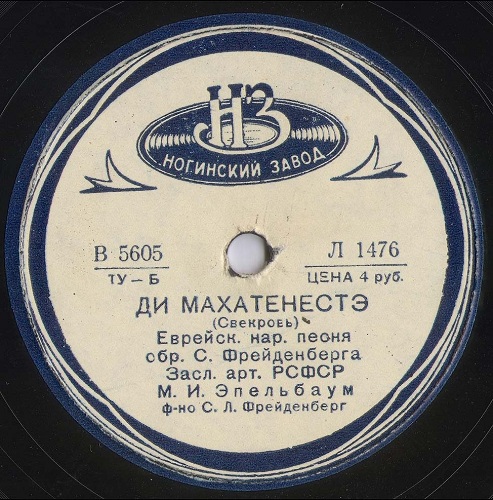 НЗ
НОГИНСКИЙ ЗАВОД
В 5605
Л 1476
ТУ–Б
ЦЕНА 4 руб.
ДИ МАХАТЕНЕСТЭ
(Свекровь)
Еврейск. нар. песня
обр. С. Фрейденберга
Засл. арт. РСФСР
М. И. Эпельбаум
ф-но С. Л. Фрейденберг